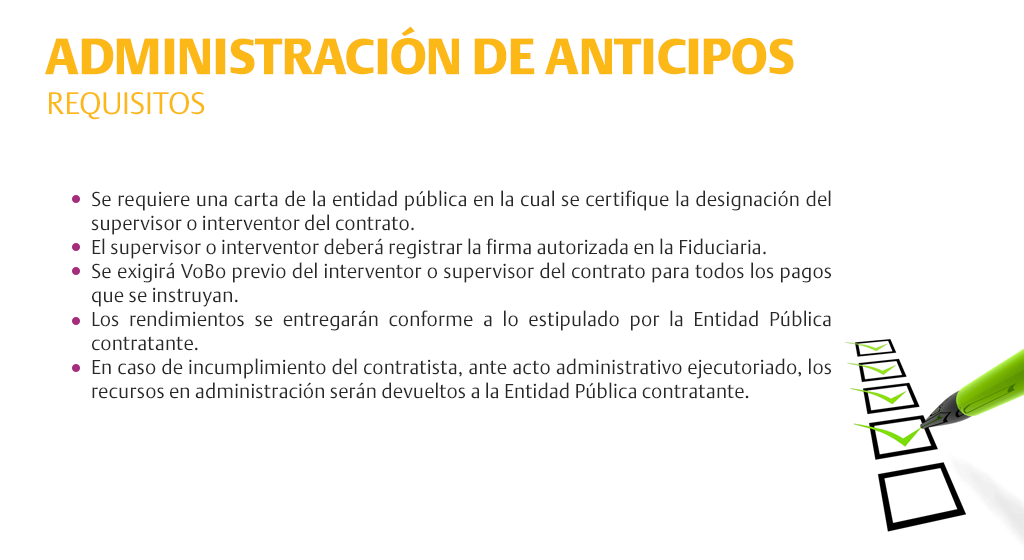 ADMINISTRACIÓN DE ANTICIPOS
REQUISITOS
• Se requiere una carta de la entidad pública en la cual se certifique la designación del
supervisor o interventor del contrato.
• El supervisor o interventor deberá registrar la firma autorizada en la Fiduciaria.
• Se exigirá VoBo previo del interventor o supervisor del contrato para todos los pagos
que se instruyan.
• Los rendimientos se entregarán conforme a lo estipulado por la Entidad Pública
contratante.
• En caso de incumplimiento del contratista, ante acto administrativo ejecutoriado, los
recursos en administración serán devueltos a la Entidad Pública contratante.